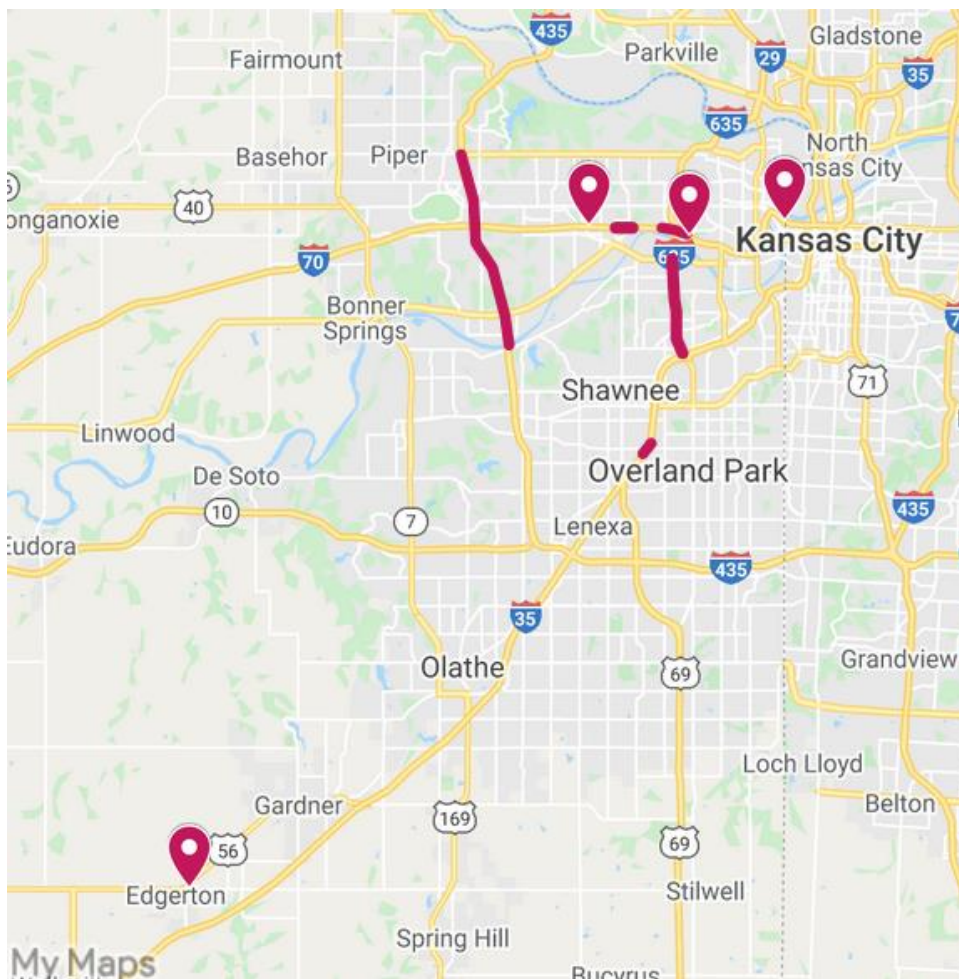 435
Parkville
Gladstone
29
35
Fairmount
635
North
nsas City
Basehor
Piper
40
onganoxie
Kansas City
70
635
Bonner
Springs
71
Shawnee
Linwood
Overland Park
De Soto
10
7
435
Lenexa
Eudora
435
35
Olathe
69
Grandview
Loch Lloyd
Gardner
Belton
169
56
69
Stilwell
Edgerton
Spring Hill
My Maps
Bucyrus